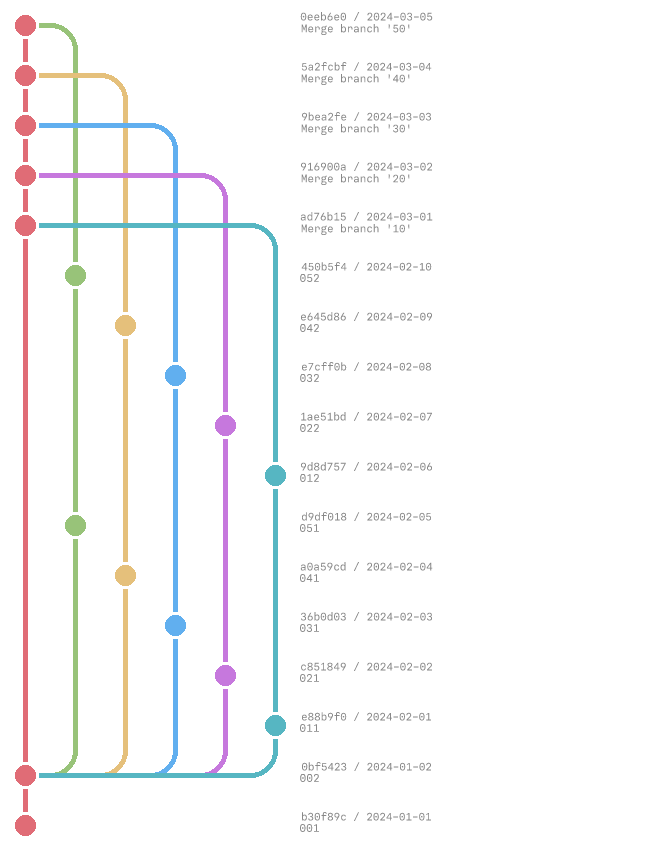 0eeb6e0 / 2024-03-05
Merge branch '50'
5a2fcbf / 2024-03-04
Merge branch '40'
9bea2fe / 2024-03-03
Merge branch '30'
916900a / 2024-03-02
Merge branch '20'
ad76b15 / 2024-03-01
Merge branch '10'
450b5f4 / 2024-02-10
052
e645d86 / 2024-02-09
042
e7cff0b / 2024-02-08
032
1ae51bd / 2024-02-07
022
9d8d757 / 2024-02-06
012
d9df018 / 2024-02-05
051
a0a59cd / 2024-02-04
041
36b0d03 / 2024-02-03
031
c851849 / 2024-02-02
021
e88b9f0 / 2024-02-01
011
0bf5423 / 2024-01-02
002
b30f89c / 2024-01-01
001